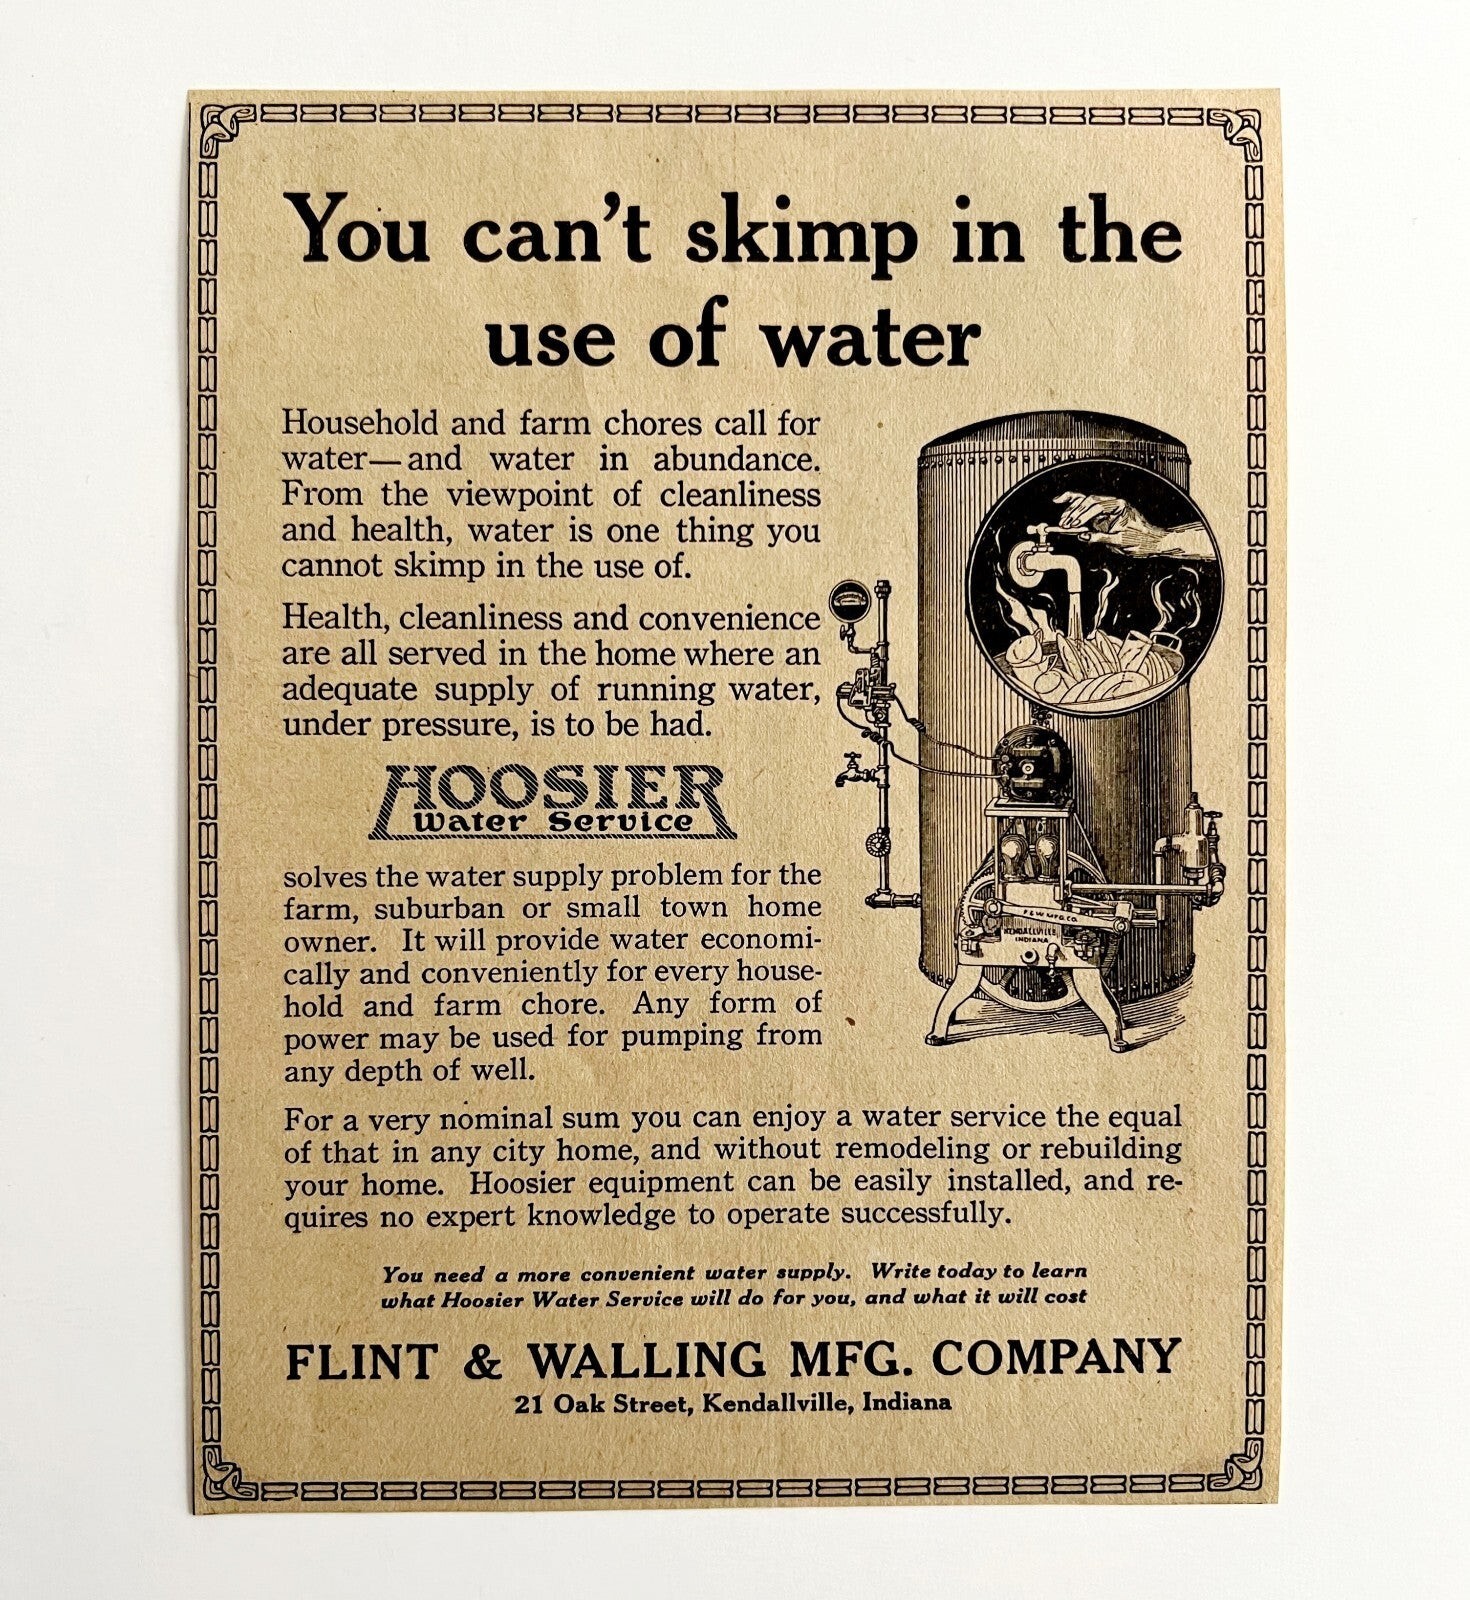 You can't skimp in the
use of water
Household and farm chores call for
water—and water in abundance.
From the viewpoint of cleanliness
and health, water is one thing you
cannot skimp in the use of.
Health, cleanliness and convenience
are all served in the home where an
adequate supply of running water,
under pressure, is to be had.
HOOSIER
Water Service
solves the water supply problem for the
farm, suburban or small town home
owner. It will provide water economi-
cally and conveniently for every house-
hold and farm chore. Any form of
power may be used for pumping from
any depth of well.
F & W MFG. CO.
KENDALLVILLE,
INDIANA
For a very nominal sum you can enjoy a water service the equal
of that in any city home, and without remodeling or rebuilding
your home. Hoosier equipment can be easily installed, and re-
quires no expert knowledge to operate successfully.
You need a more convenient water supply. Write today to learn
what Hoosier Water Service will do for you, and what it will cost
FLINT & WALLING MFG. COMPANY
21 Oak Street, Kendallville, Indiana